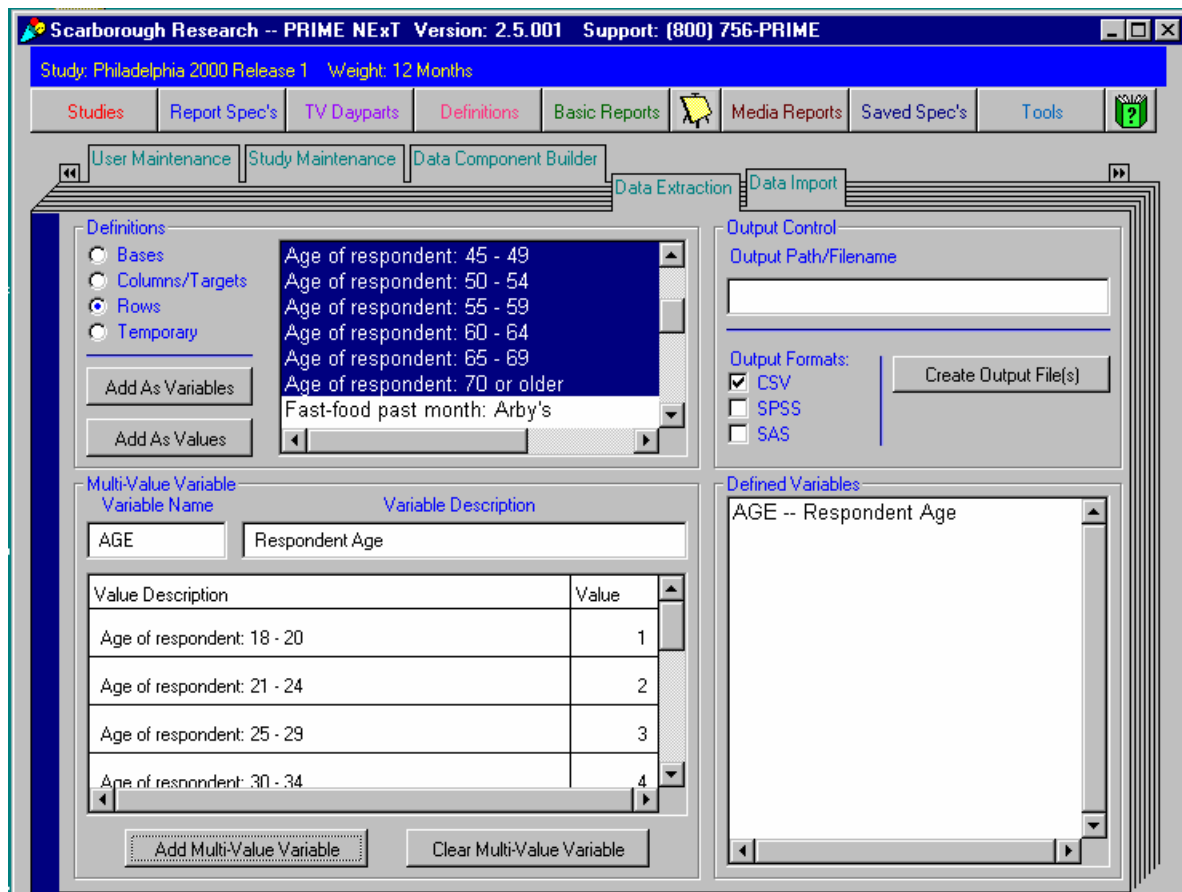 Scarborough Research -- PRIME NExT Version: 2.5.001 Support: (800) 756-PRIME
Study: Philadelphia 2000 Release 1 Weight: 12 Months
Studies Report Spec's TV Dayparts Definitions Basic Reports Media Reports Saved Spec's Tools ?
User Maintenance Study Maintenance Data Component Builder
Data Extraction Data Import
Definitions
Bases
Columns/Targets
Rows
Temporary
Add As Variables
Add As Values
Age of respondent: 45 - 49
Age of respondent: 50 - 54
Age of respondent: 55 - 59
Age of respondent: 60 - 64
Age of respondent: 65 - 69
Age of respondent: 70 or older
Fast-food past month: Arby's
Output Control
Output Path/Filename
Output Formats:
CSV
SPSS
SAS
Create Output File(s)
Multi-Value Variable
Variable Name Variable Description
AGE Respondent Age
Value Description Value
Age of respondent: 18 - 20 1
Age of respondent: 21 - 24 2
Age of respondent: 25 - 29 3
Age of respondent: 30 - 34 4
Add Multi-Value Variable Clear Multi-Value Variable
Defined Variables
AGE -- Respondent Age